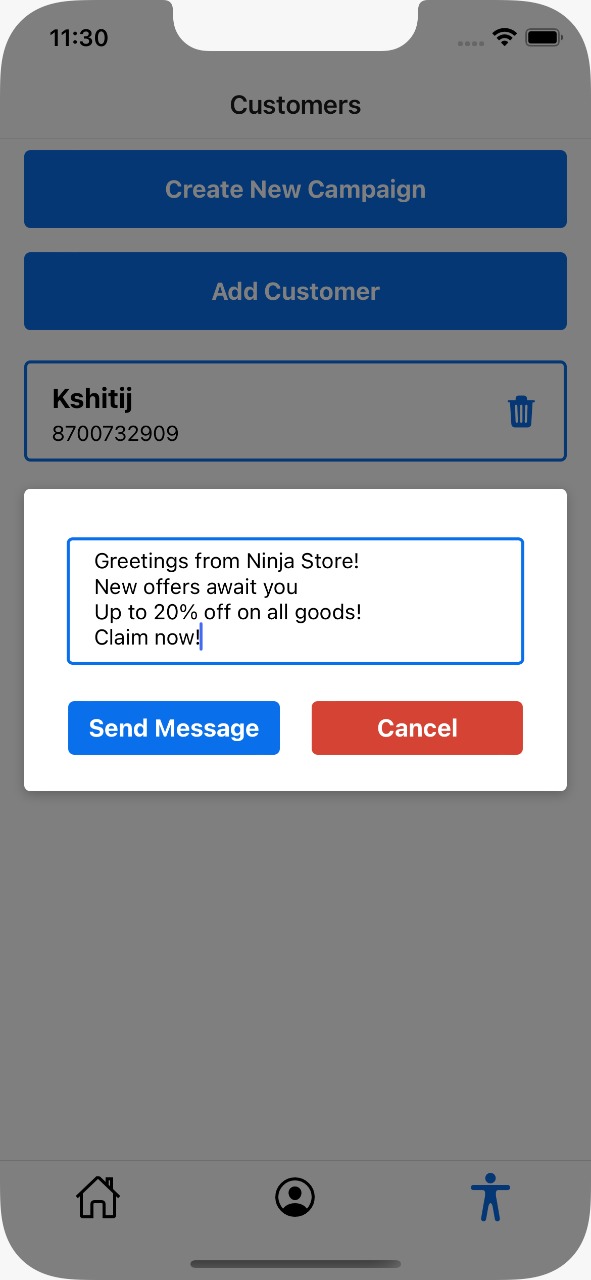 11:30
Customers
Create New Campaign
Add Customer
Kshitij
8700732909
Greetings from Ninja Store!
New offers await you
Up to 20% off on all goods!
Claim now!
Send Message
Cancel